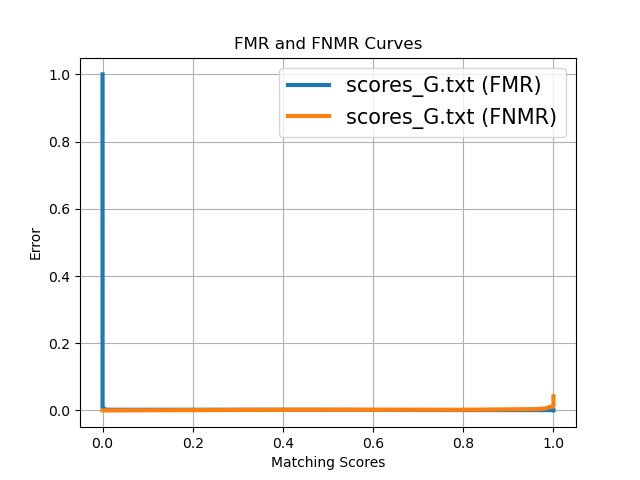 FMR and FNMR Curves
scores_G.txt (FMR)
scores_G.txt (FNMR)
Error
1.0
0.8
0.6
0.4
0.2
0.0
0.0 0.2 0.4 0.6 0.8 1.0
Matching Scores